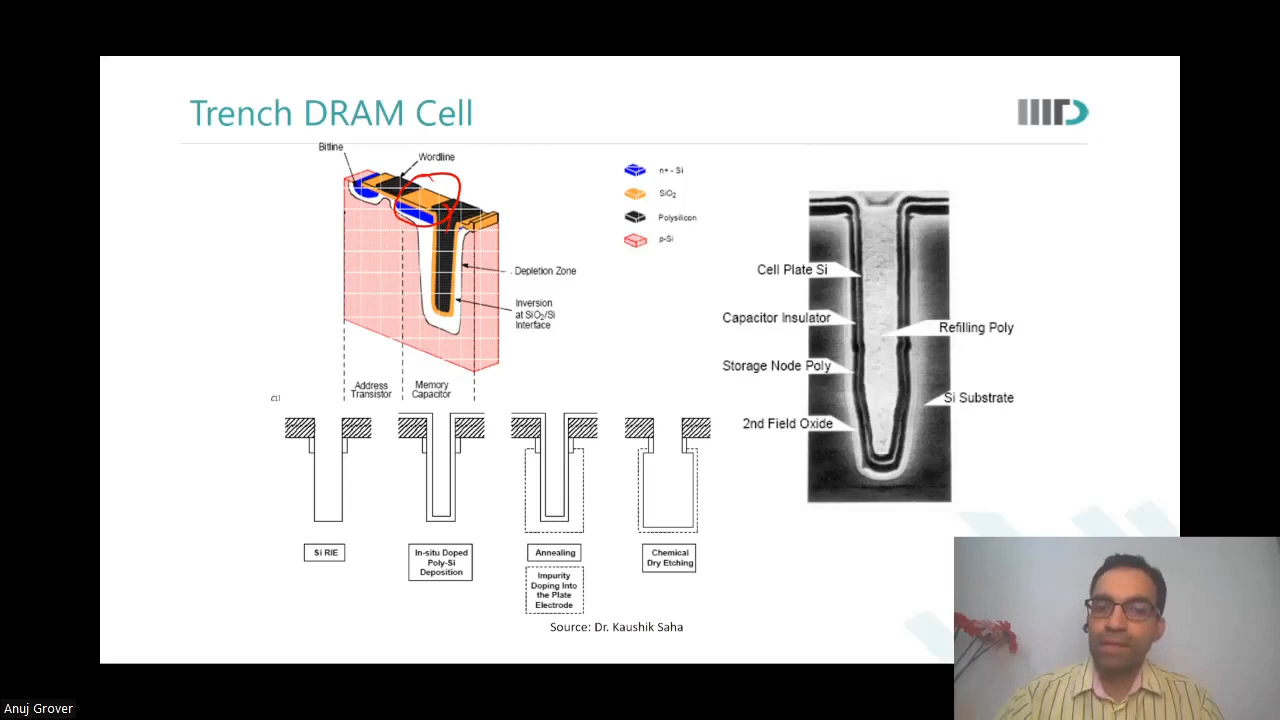 Trench DRAM Cell
IIITD
Bitline
Wordline
n+ - Si
SiO2
Polysilicon
p-Si
Depletion Zone
Inversion
at SiO2/Si
Interface
Address
Transistor
Memory
Capacitor
Cell Plate Si
Capacitor Insulator
Refilling Poly
Storage Node Poly
Si Substrate
2nd Field Oxide
Si RIE
In-situ Doped
Poly-Si
Deposition
Annealing
Impurity
Doping Into
the Plate
Electrode
Chemical
Dry Etching
Source: Dr. Kaushik Saha
Anuj Grover